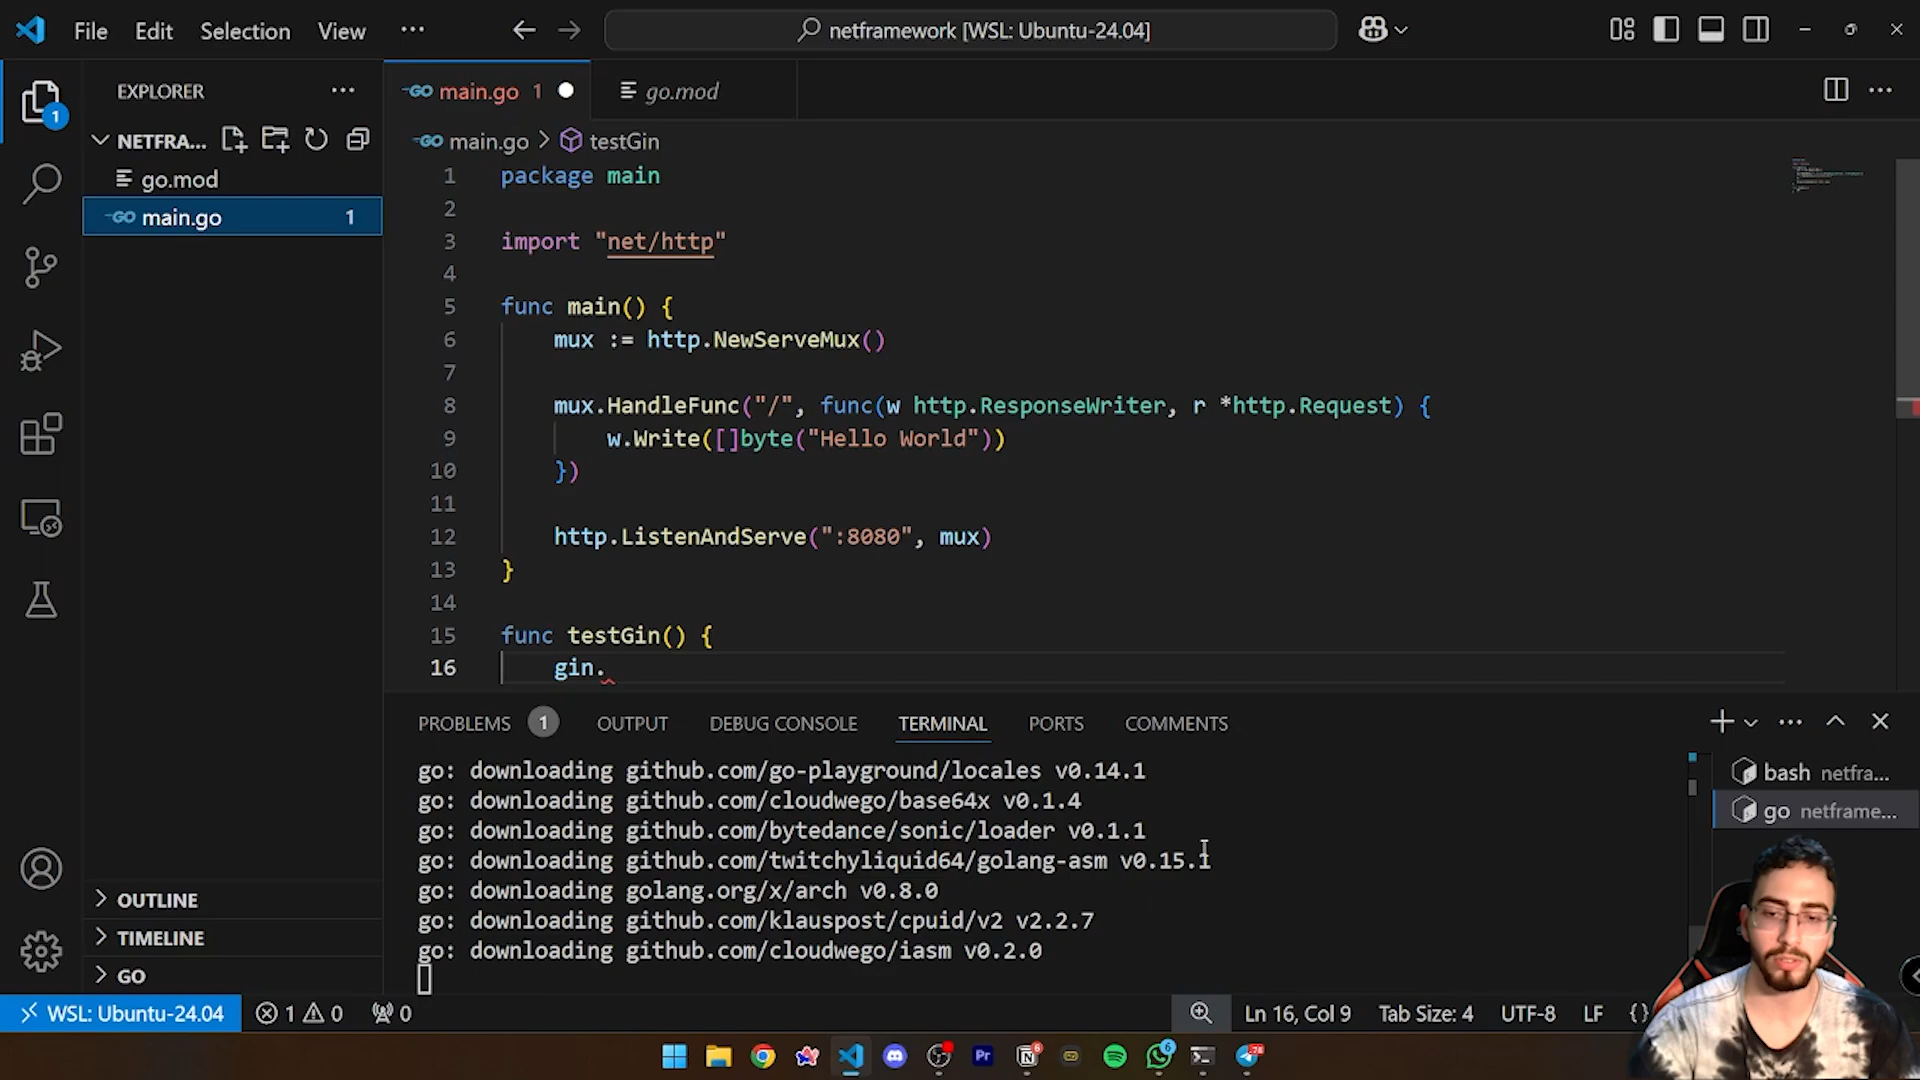 File Edit Selection View ···
netframework [WSL: Ubuntu-24.04]
EXPLORER
NETFRA...
go.mod
main.go 1
OUTLINE
TIMELINE
GO
main.go 1
go.mod
main.go > testGin
1 package main
2
3 import "net/http"
4
5 func main() {
6 mux := http.NewServeMux()
7
8 mux.HandleFunc("/", func(w http.ResponseWriter, r *http.Request) {
9 w.Write([]byte("Hello World"))
10 })
11
12 http.ListenAndServe(":8080", mux)
13 }
14
15 func testGin() {
16 gin.
PROBLEMS 1 OUTPUT DEBUG CONSOLE TERMINAL PORTS COMMENTS
go: downloading github.com/go-playground/locales v0.14.1
go: downloading github.com/cloudwego/base64x v0.1.4
go: downloading github.com/bytedance/sonic/loader v0.1.1
go: downloading github.com/twitchyliquid64/golang-asm v0.15.1
go: downloading golang.org/x/arch v0.8.0
go: downloading github.com/klauspost/cpuid/v2 v2.2.7
go: downloading github.com/cloudwego/iasm v0.2.0
bash netfra...
go netframe...
WSL: Ubuntu-24.04 1 0 0 Ln 16, Col 9 Tab Size: 4 UTF-8 LF {}